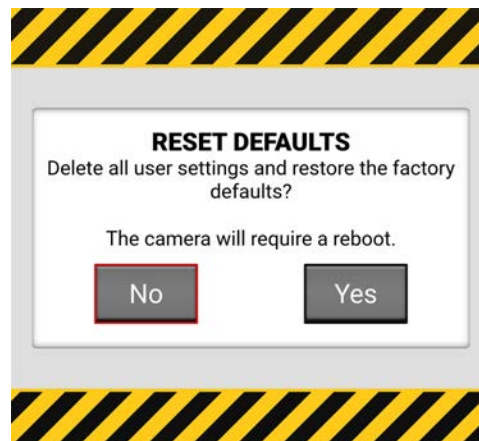 RESET DEFAULTS
Delete all user settings and restore the factory
defaults?
The camera will require a reboot.
No
Yes